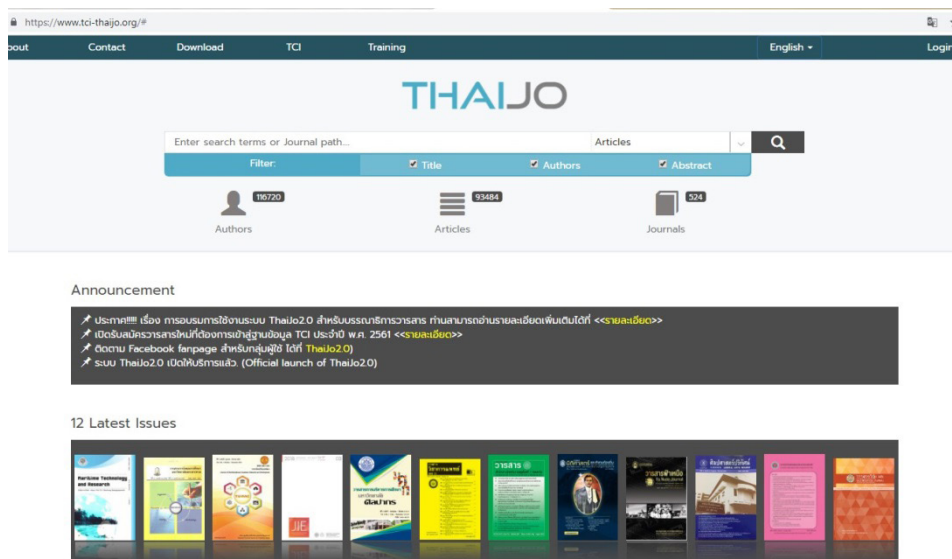 https://www.tci-thaijo.org/#
bout Contact Download TCI Training English Login
THAIJO
Enter search terms or Journal path... Articles
Filter: Title Authors Abstract
116720 93484 524
Authors Articles Journals
Announcement
ประกาศ!!!!! เรื่อง การอบรมการใช้งานระบบ ThaiJo2.0 สำหรับบรรณาธิการวารสาร ท่านสามารถอ่านรายละเอียดเพิ่มเติมได้ที่ <<รายละเอียด>>
เปิดรับสมัครวารสารใหม่ที่ต้องการเข้าสู่ฐานข้อมูล TCI ประจำปี พ.ศ. 2561 <<รายละเอียด>>
ติดตาม Facebook fanpage สำหรับกลุ่มผู้ใช้ ได้ที่ ThaiJo2.0)
ระบบ ThaiJo2.0 เปิดให้บริการแล้ว. (Official launch of ThaiJo2.0)
12 Latest Issues
Maritime Technology
and Research
JIE
ศิลปากร
วารสาร